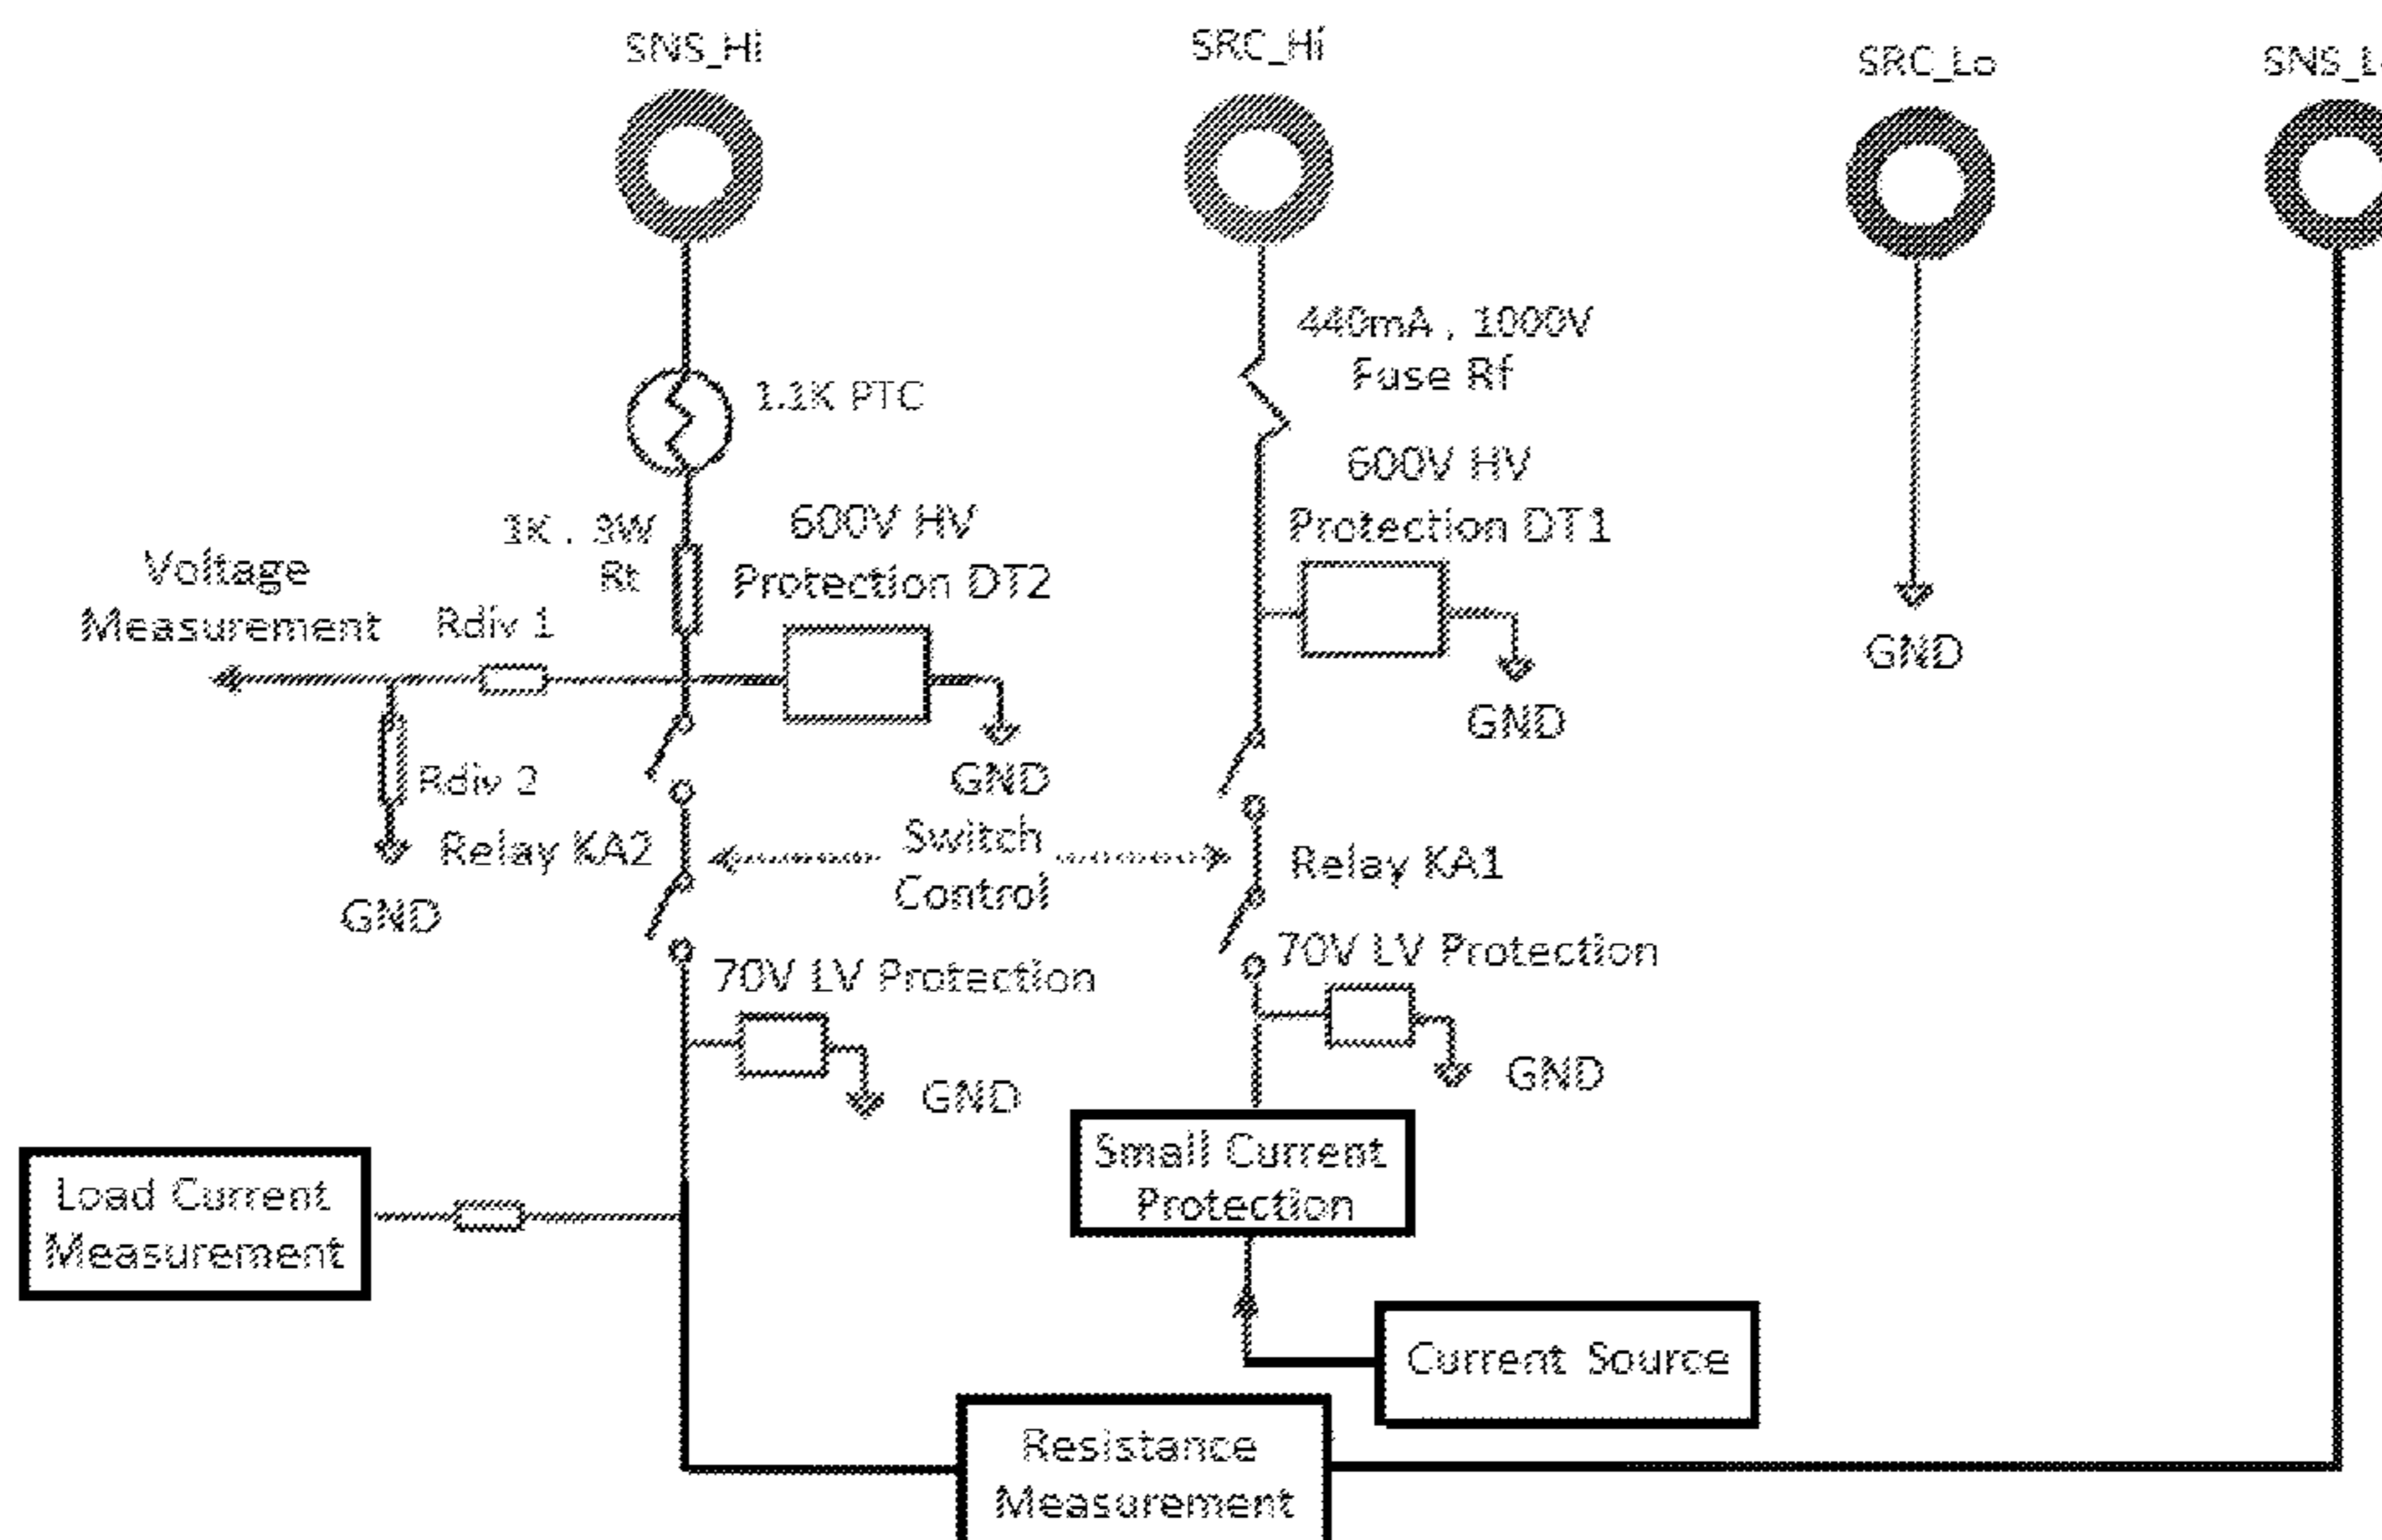 SNS_Hi
SRC_Hi
SRC_Lo
440mA , 1000V
Fuse Rf
1.1K PTC
600V HV
Protection DT1
1K . 3W
Rt
600V HV
Protection DT2
Voltage
Measurement
Rdiv 1
GND
GND
Rdiv 2
GND
Relay KA2
Switch
Control
Relay KA1
GND
70V LV Protection
70V LV Protection
GND
GND
Small Current
Protection
Load Current
Measurement
Current Source
Resistance
Measurement